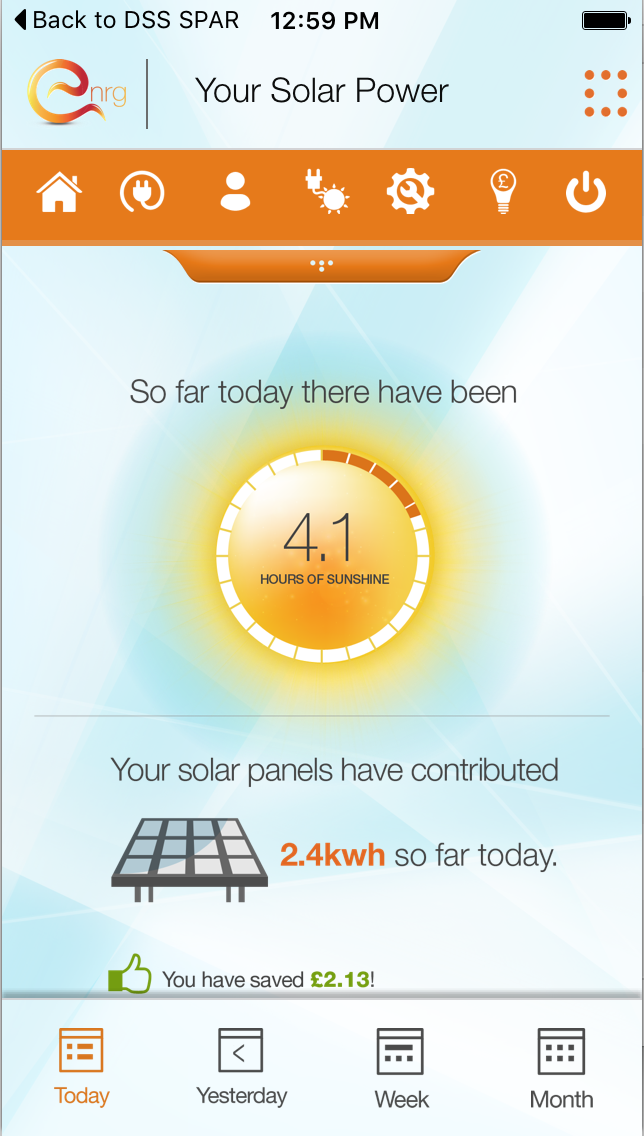 Back to DSS SPAR 12:59 PM
enrg Your Solar Power
£
So far today there have been
4.1
HOURS OF SUNSHINE
Your solar panels have contributed
2.4kwh so far today.
You have saved £2.13!
Today Yesterday Week Month